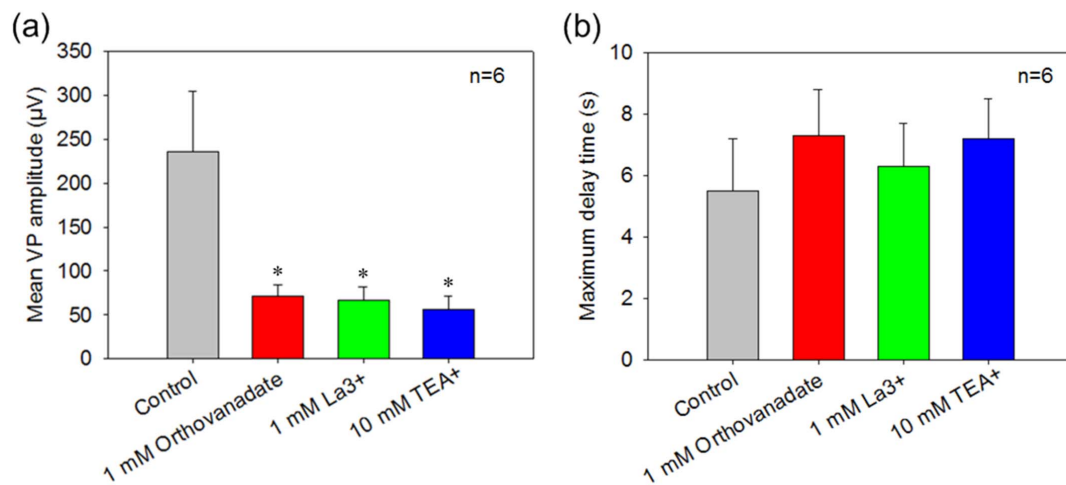 (a)
Mean VP amplitude (µV)
350
300
250
200
150
100
50
0
n=6
*
*
*
Control
1 mM Orthovanadate
1 mM La3+
10 mM TEA+
(b)
Maximum delay time (s)
10
8
6
4
2
0
n=6
Control
1 mM Orthovanadate
1 mM La3+
10 mM TEA+